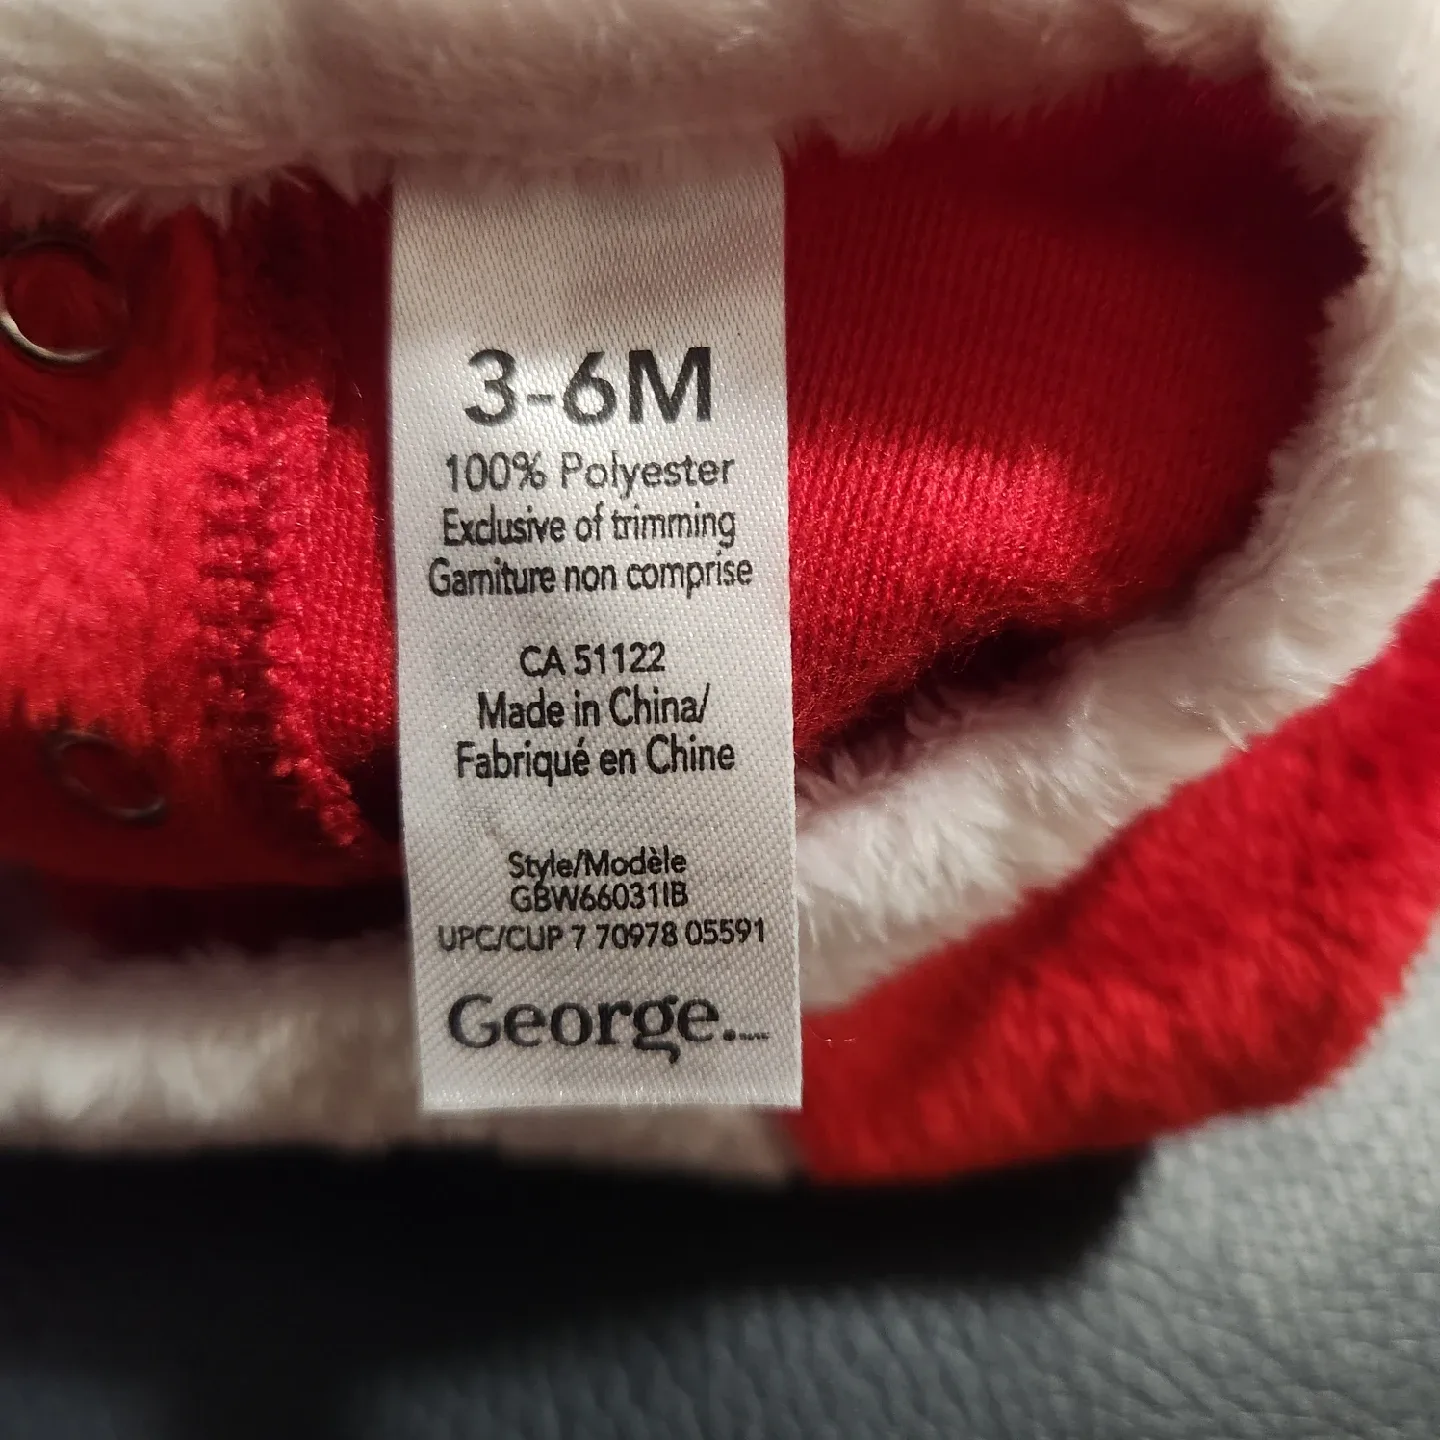 3-6M
100% Polyester
Exclusive of trimming
Garniture non comprise
CA 51122
Made in China/
Fabriqué en Chine
Style/Modèle
GBW66031IB
UPC/CUP 7 70978 05591
George.